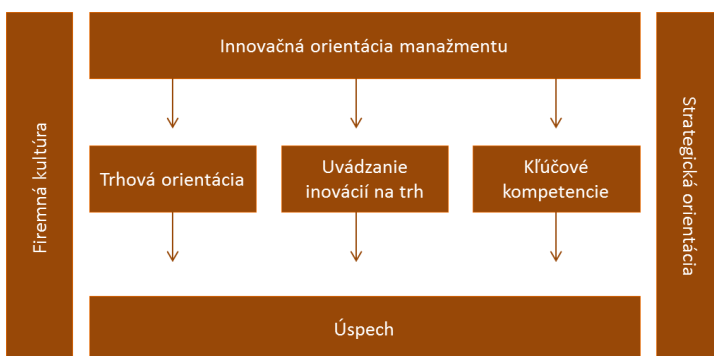 Innovačná orientácia manažmentu
Firemná kultúra
Strategická orientácia
Trhová orientácia
Uvádzanie
inovácií na trh
Kľúčové
kompetencie
Úspech